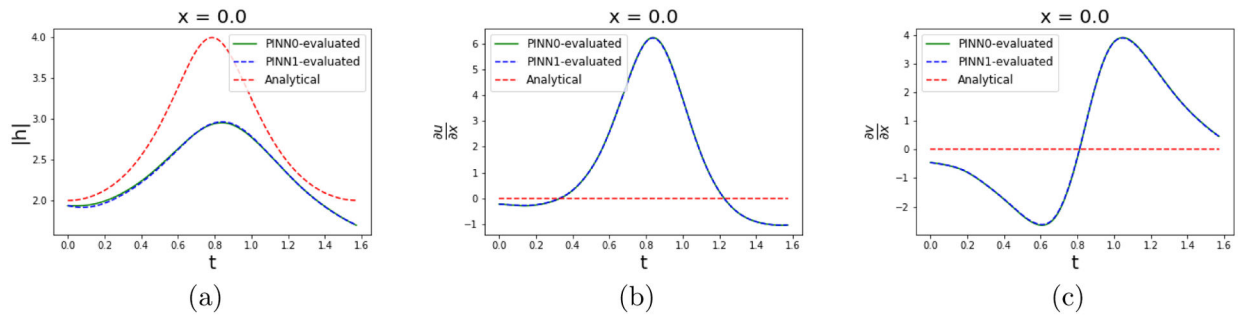 x = 0.0
PINN0-evaluated
PINN1-evaluated
Analytical
|h|
4.0
3.5
3.0
2.5
2.0
0.0 0.2 0.4 0.6 0.8 1.0 1.2 1.4 1.6
t
(a)
x = 0.0
PINN0-evaluated
PINN1-evaluated
Analytical
∂u
∂x
6
5
4
3
2
1
0
−1
0.0 0.2 0.4 0.6 0.8 1.0 1.2 1.4 1.6
t
(b)
x = 0.0
PINN0-evaluated
PINN1-evaluated
Analytical
∂v
∂x
4
3
2
1
0
−1
−2
0.0 0.2 0.4 0.6 0.8 1.0 1.2 1.4 1.6
t
(c)